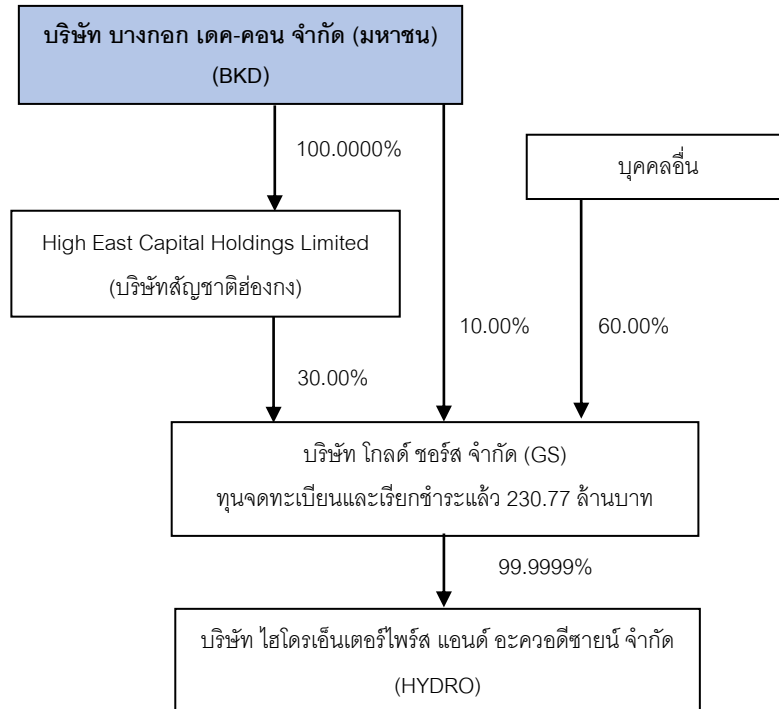 บริษัท บางกอก เดค-คอน จำกัด (มหาชน)
(BKD)
100.0000%
บุคคลอื่น
High East Capital Holdings Limited
(บริษัทสัญชาติฮ่องกง)
10.00%
60.00%
30.00%
บริษัท โกลด์ ชอร์ส จำกัด (GS)
ทุนจดทะเบียนและเรียกชำระแล้ว 230.77 ล้านบาท
99.9999%
บริษัท ไฮโดรเอ็นเตอร์ไพร์ส แอนด์ อะควอดีซายน์ จำกัด
(HYDRO)